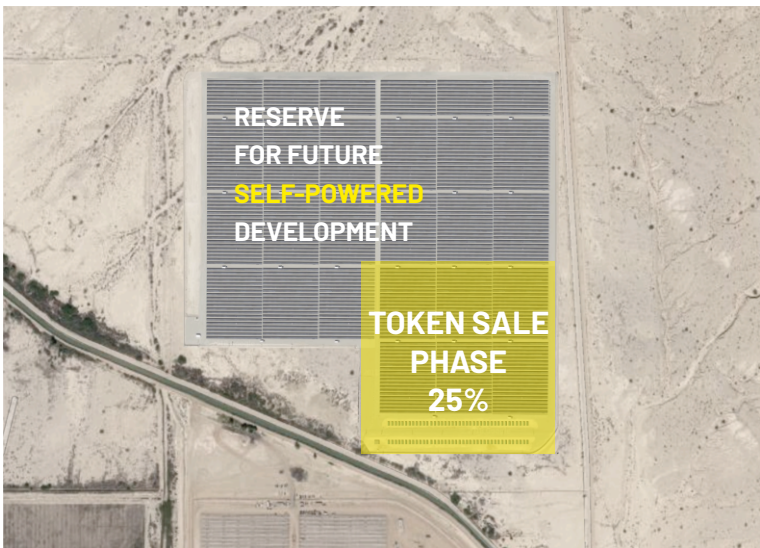 RESERVE
FOR FUTURE
SELF-POWERED
DEVELOPMENT
TOKEN SALE
PHASE
25%